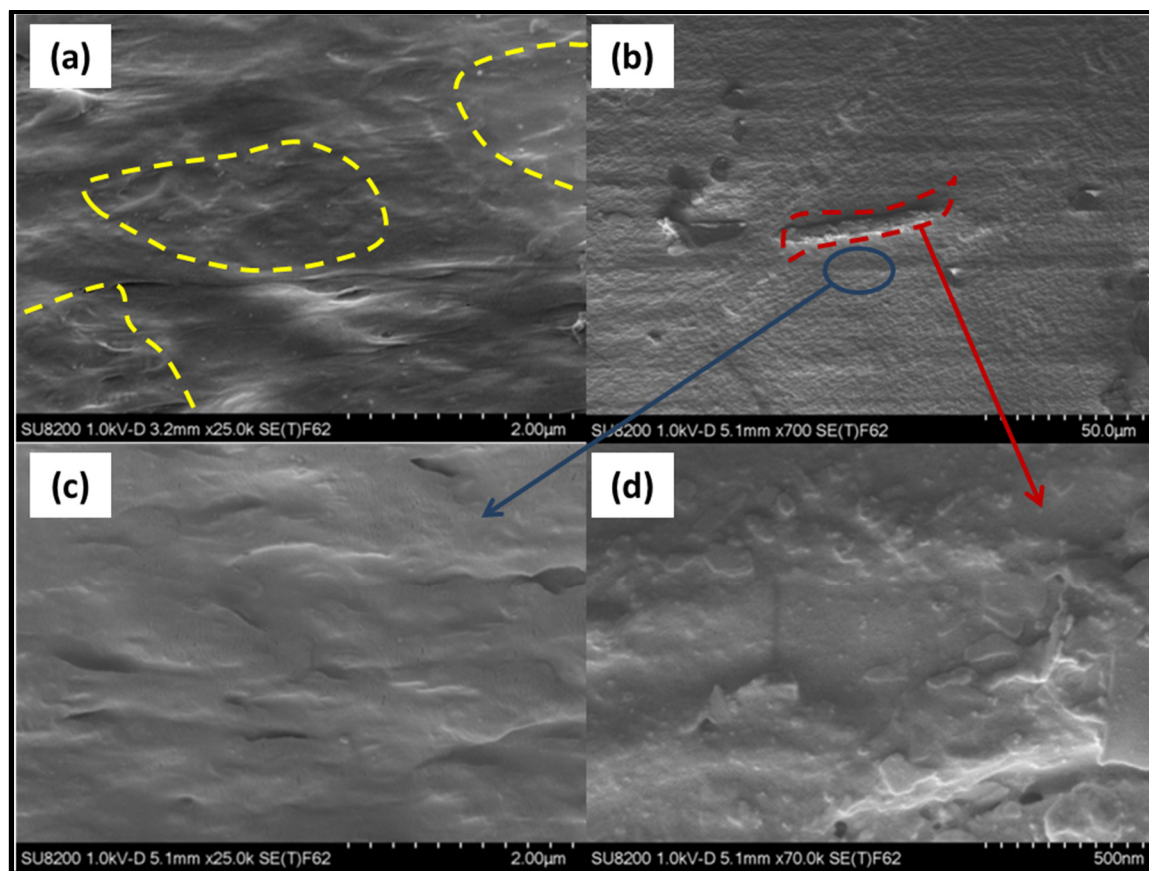 (a)
(b)
SU8200 1.0kV-D 3.2mm x25.0k SE(T)F62 2.00µm
SU8200 1.0kV-D 5.1mm x700 SE(T)F62 50.0µm
(c)
(d)
SU8200 1.0kV-D 5.1mm x25.0k SE(T)F62 2.00µm
SU8200 1.0kV-D 5.1mm x70.0k SE(T)F62 500nm